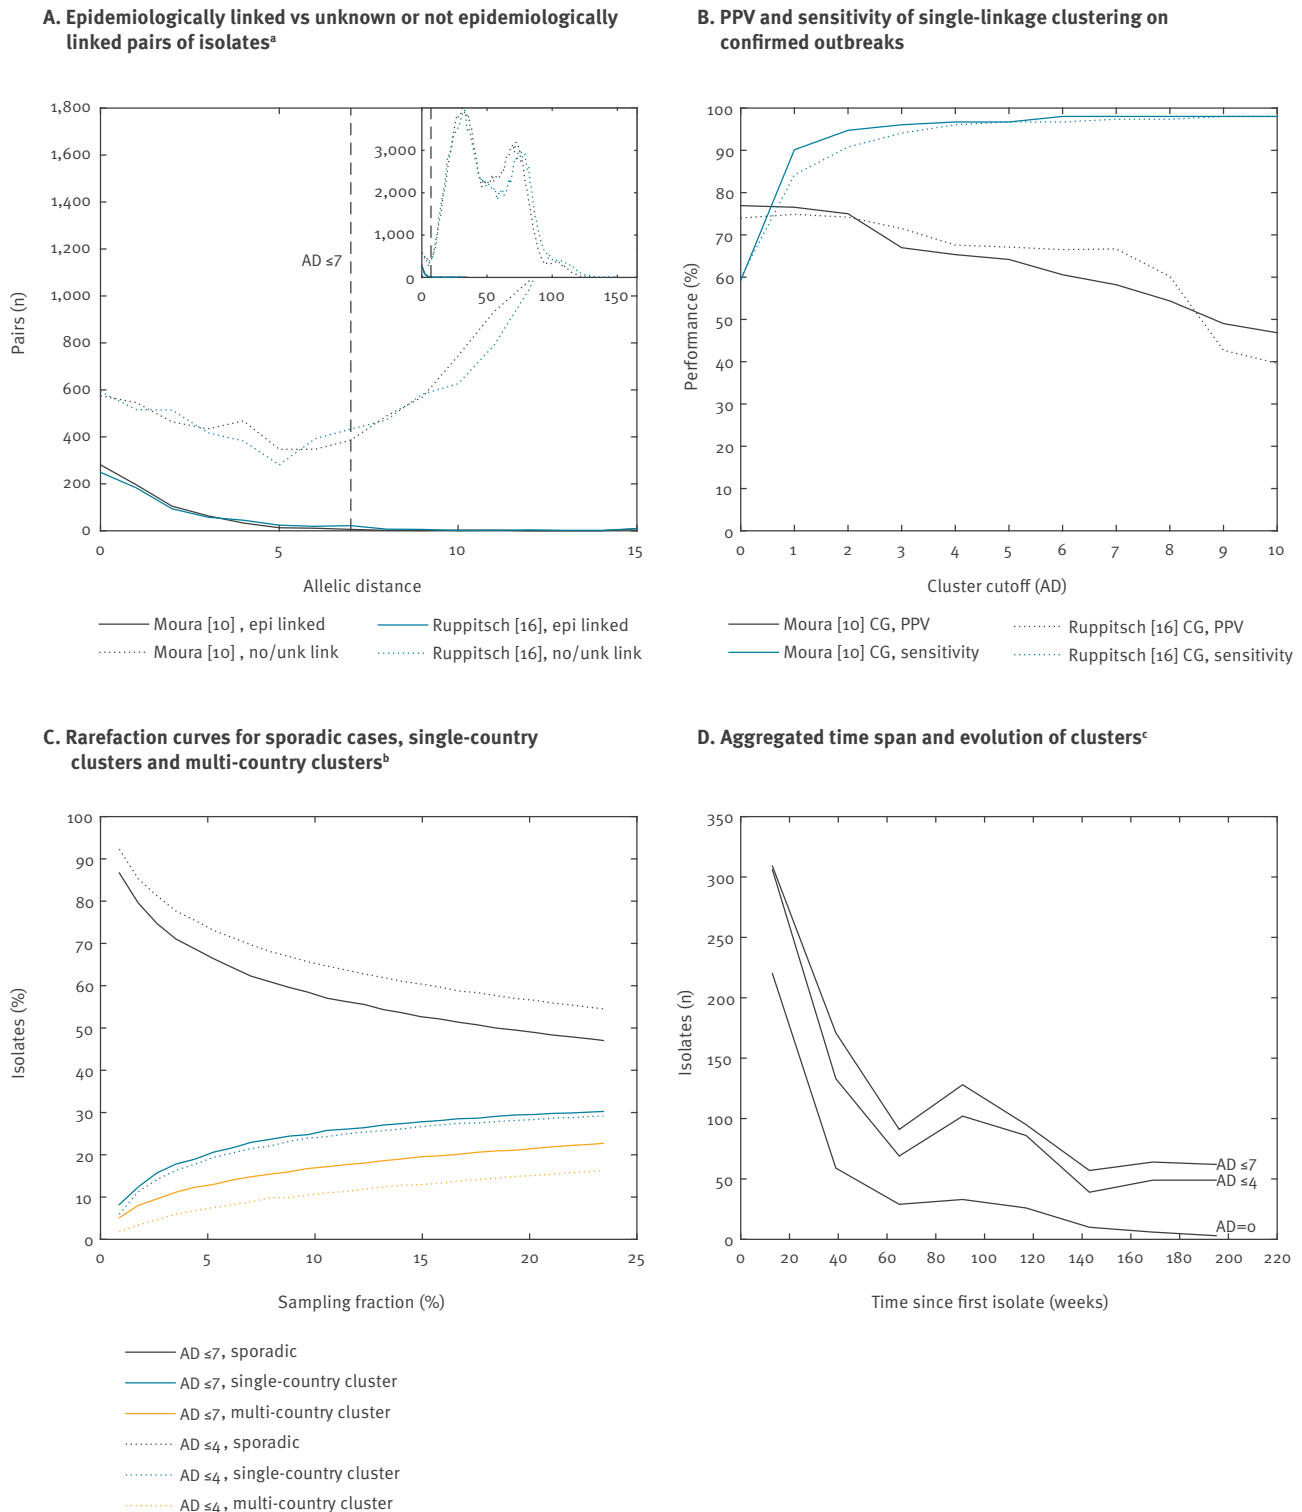 A. Epidemiologically linked vs unknown or not epidemiologically
linked pairs of isolatesᵃ
1,800
1,600
1,400
1,200
1,000
800
600
400
200
0
Pairs (n)
AD ≤7
3,000
2,000
1,000
0
0 50 100 150
0 5 10 15
Allelic distance
Moura [10] , epi linked
Ruppitsch [16], epi linked
Moura [10] , no/unk link
Ruppitsch [16], no/unk link
B. PPV and sensitivity of single-linkage clustering on
confirmed outbreaks
100
90
80
70
60
50
40
30
20
10
0
Performance (%)
0 1 2 3 4 5 6 7 8 9 10
Cluster cutoff (AD)
Moura [10] CG, PPV
Ruppitsch [16] CG, PPV
Moura [10] CG, sensitivity
Ruppitsch [16] CG, sensitivity
C. Rarefaction curves for sporadic cases, single-country
clusters and multi-country clustersᵇ
100
90
80
70
60
50
40
30
20
10
0
Isolates (%)
0 5 10 15 20 25
Sampling fraction (%)
AD ≤7, sporadic
AD ≤7, single-country cluster
AD ≤7, multi-country cluster
AD ≤4, sporadic
AD ≤4, single-country cluster
AD ≤4, multi-country cluster
D. Aggregated time span and evolution of clustersᶜ
350
300
250
200
150
100
50
0
Isolates (n)
AD ≤7
AD ≤4
AD=0
0 20 40 60 80 100 120 140 160 180 200 220
Time since first isolate (weeks)